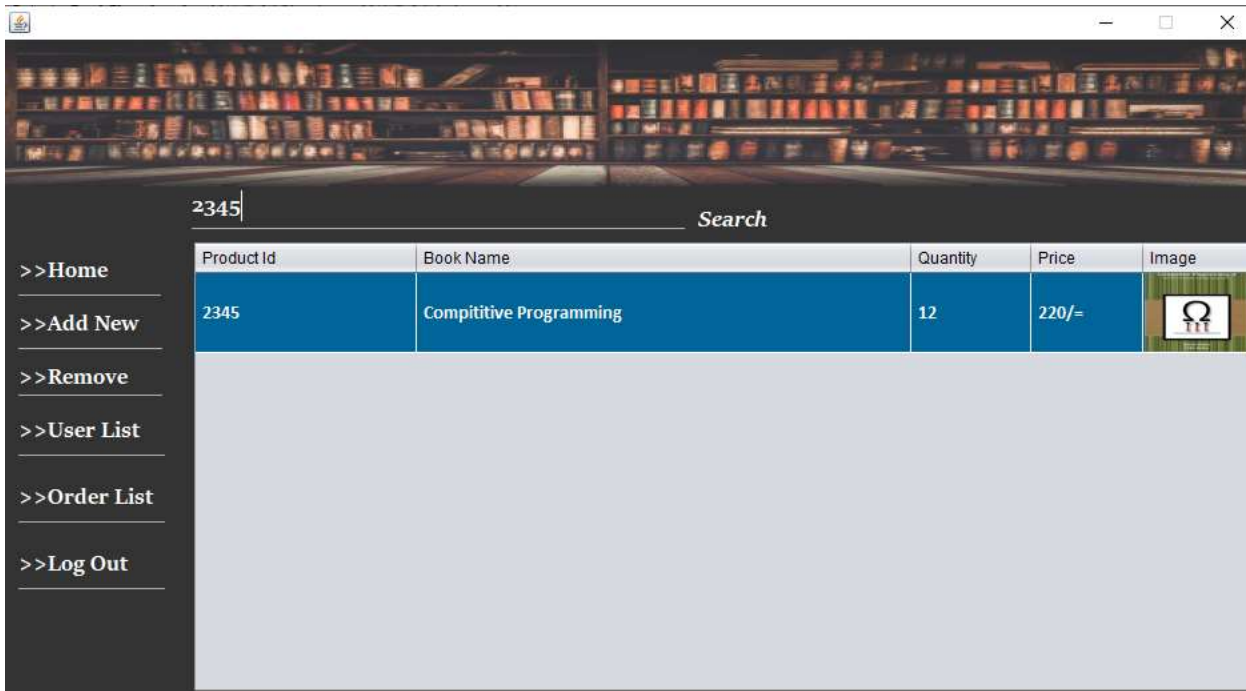 2345
Search
Product Id Book Name Quantity Price Image
2345 Compititive Programming 12 220/= Ω
>>Home
>>Add New
>>Remove
>>User List
>>Order List
>>Log Out